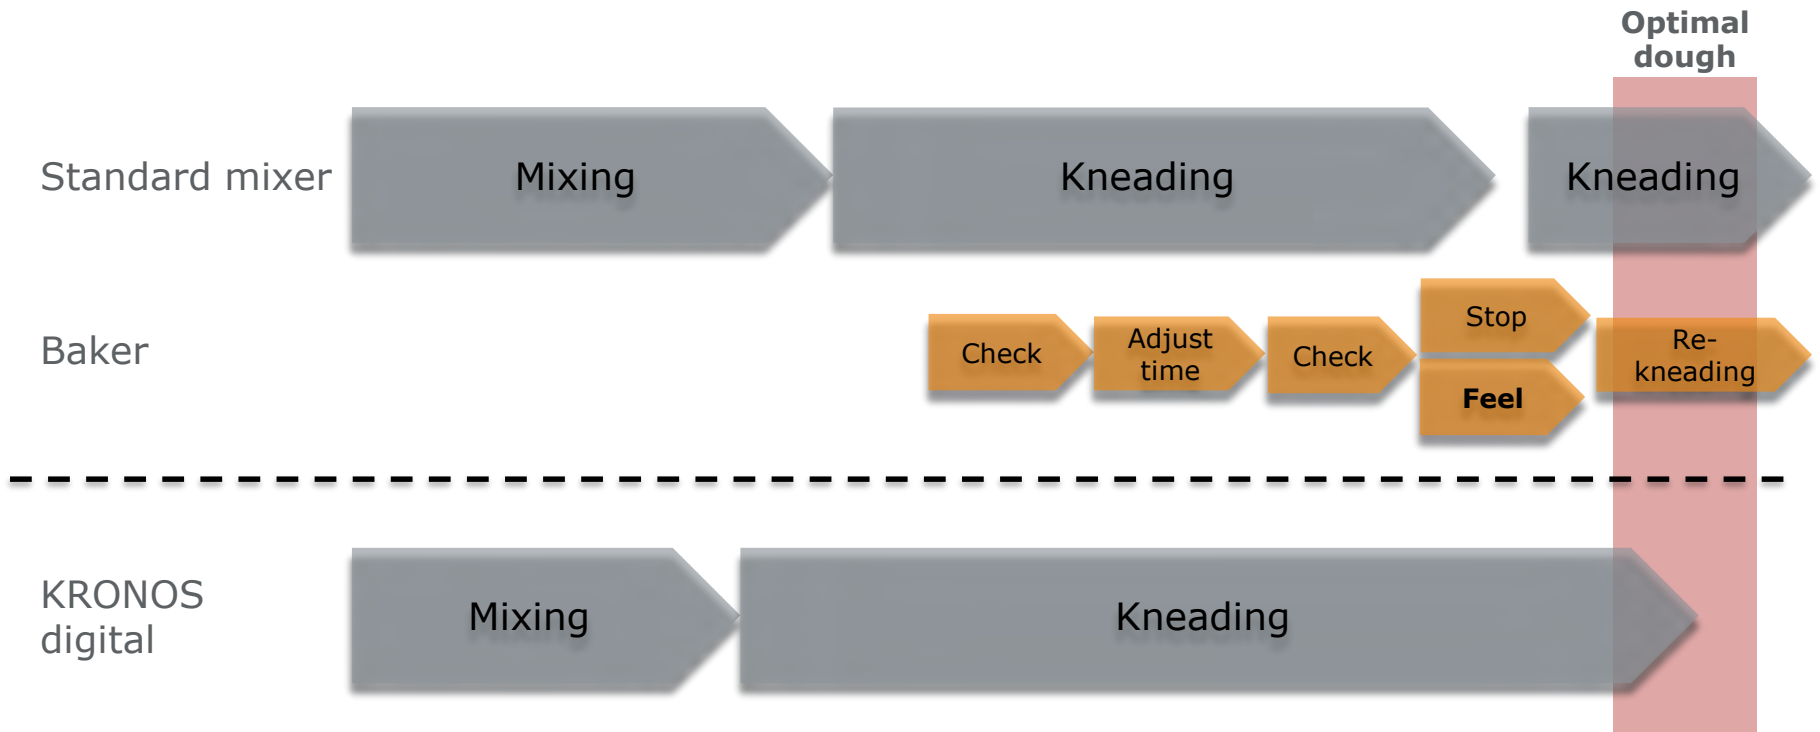 Optimal
dough
Standard mixer
Mixing
Kneading
Kneading
Baker
Check
Adjust
time
Check
Stop
Feel
Re-
kneading
KRONOS
digital
Mixing
Kneading